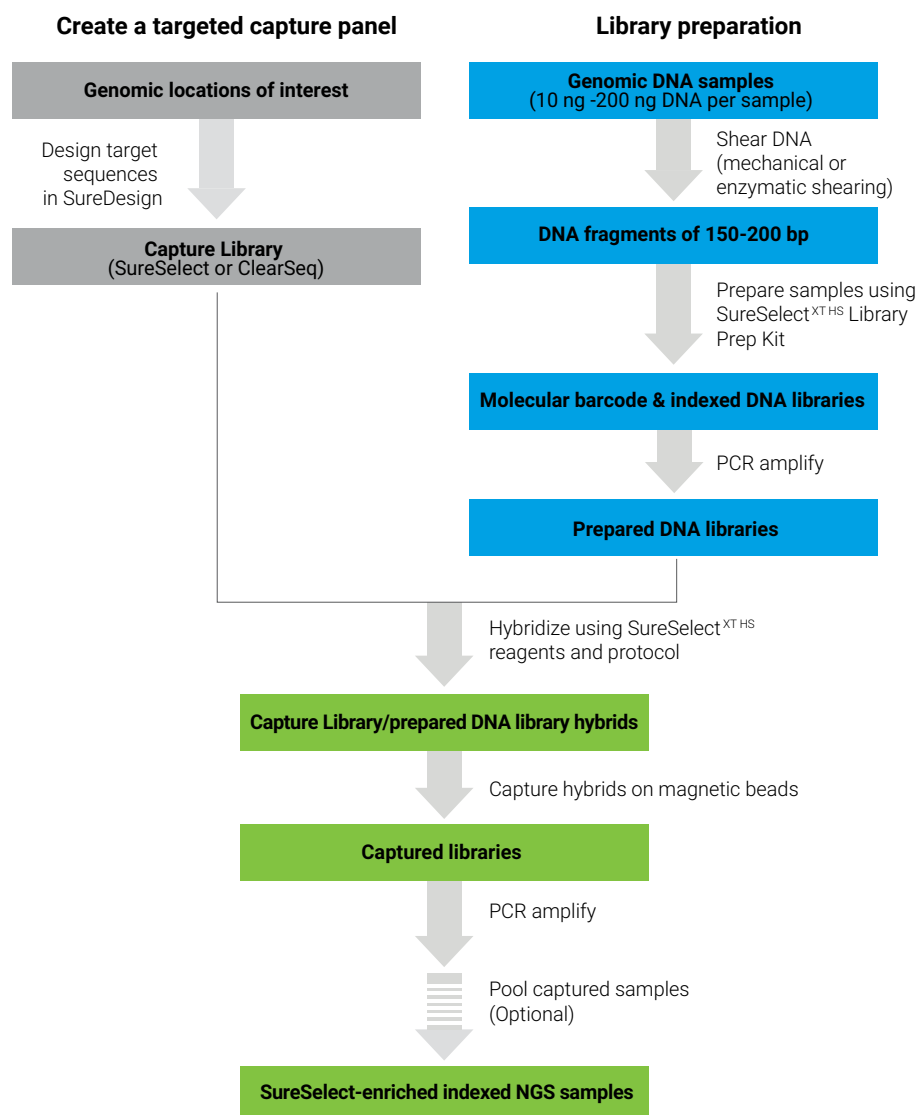 Create a targeted capture panel
Genomic locations of interest
Design target
sequences
in SureDesign
Capture Library
(SureSelect or ClearSeq)
Library preparation
Genomic DNA samples
(10 ng -200 ng DNA per sample)
Shear DNA
(mechanical or
enzymatic shearing)
DNA fragments of 150-200 bp
Prepare samples using
SureSelect XT HS Library
Prep Kit
Molecular barcode & indexed DNA libraries
PCR amplify
Prepared DNA libraries
Hybridize using SureSelect XT HS
reagents and protocol
Capture Library/prepared DNA library hybrids
Capture hybrids on magnetic beads
Captured libraries
PCR amplify
Pool captured samples
(Optional)
SureSelect-enriched indexed NGS samples